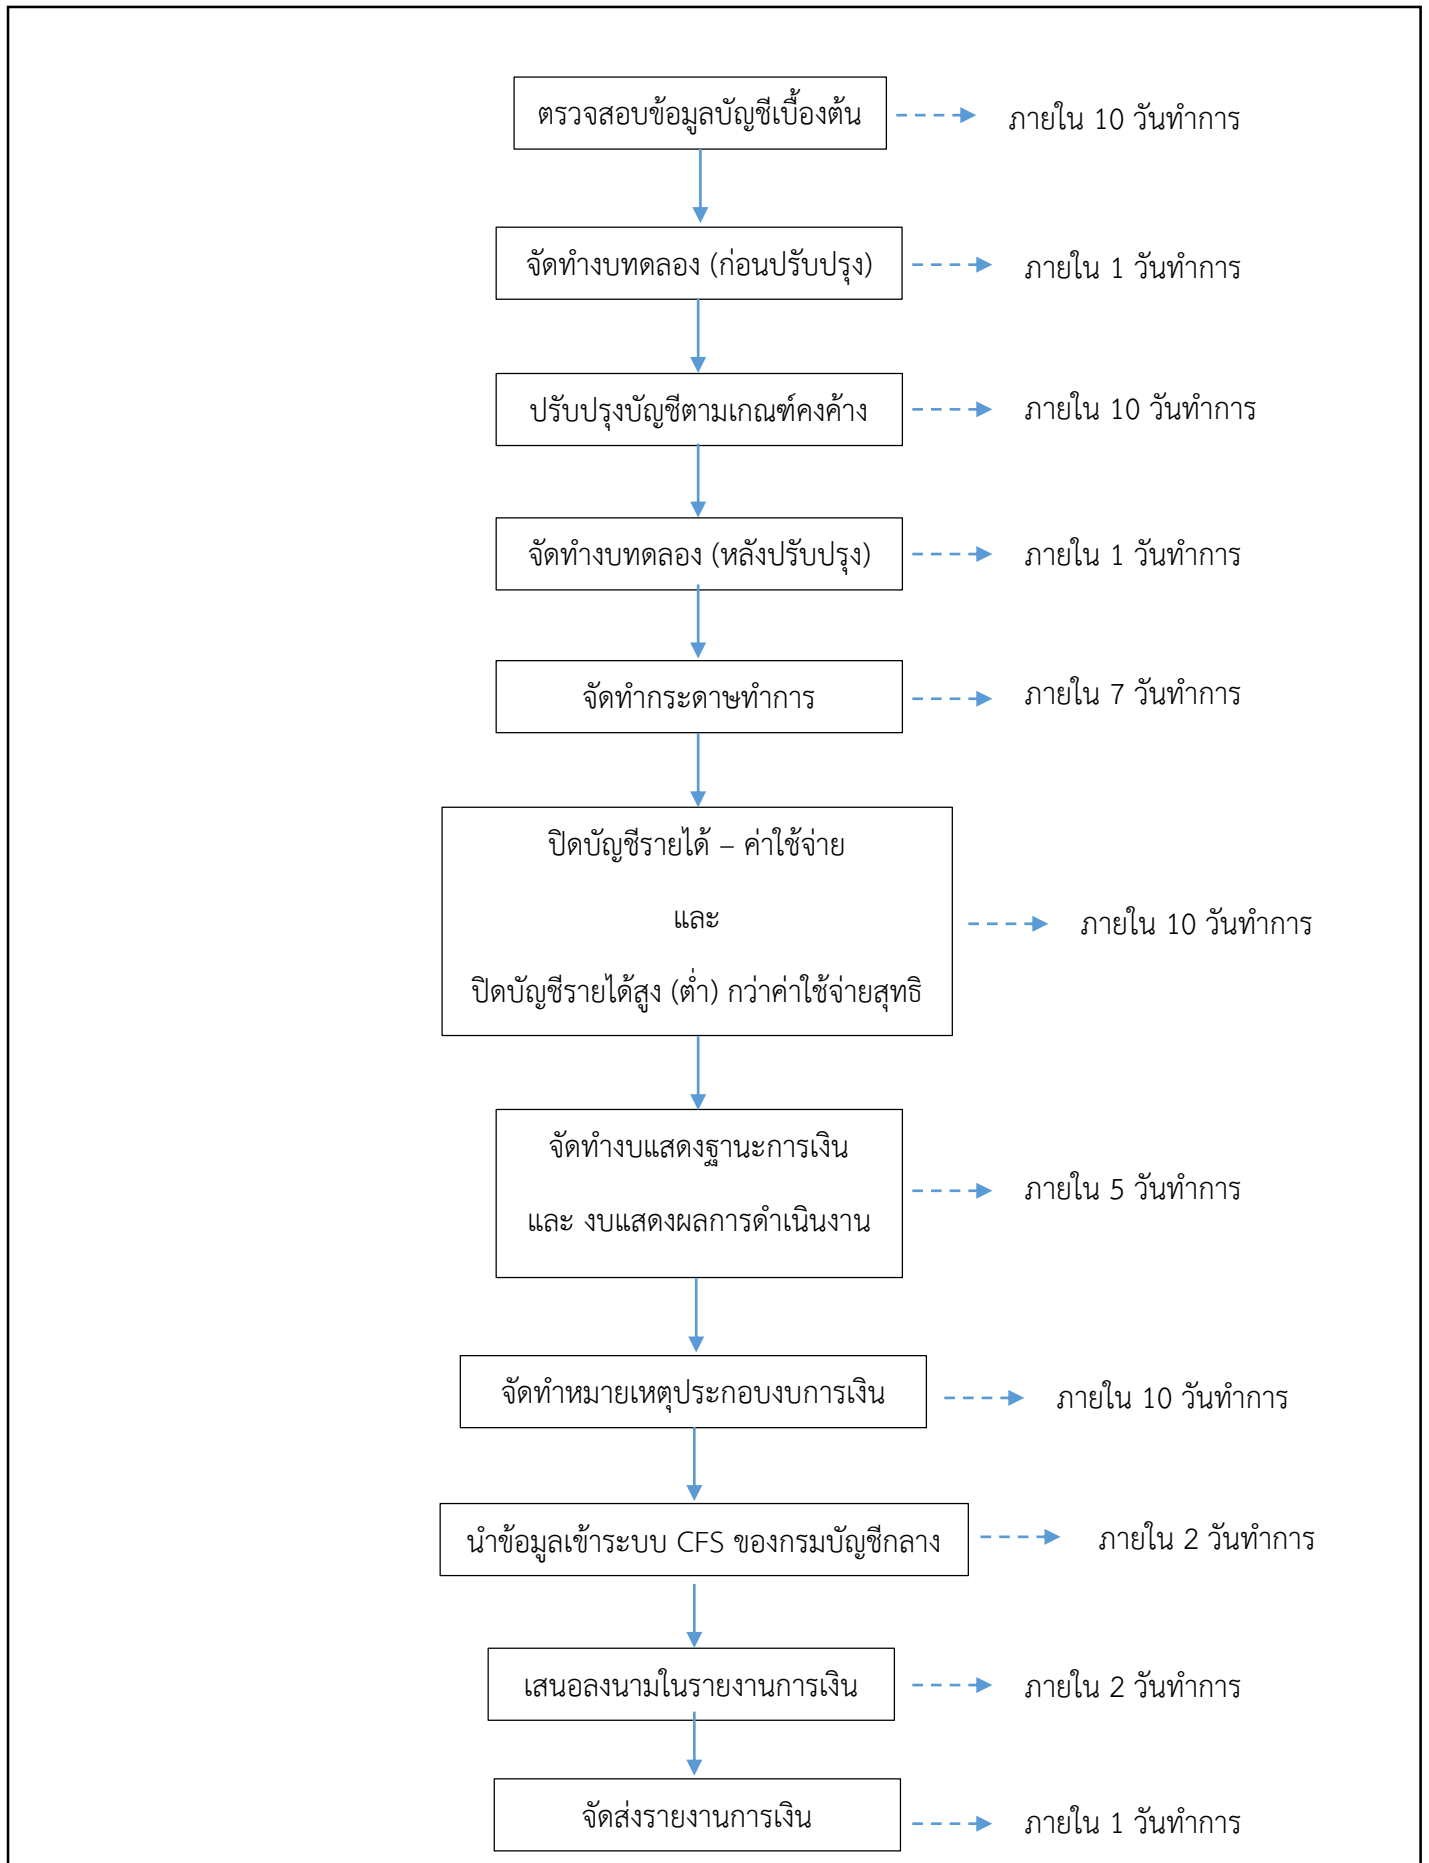 ตรวจสอบข้อมูลบัญชีเบื้องต้น
ภายใน 10 วันทำการ
จัดทำงบทดลอง (ก่อนปรับปรุง)
ภายใน 1 วันทำการ
ปรับปรุงบัญชีตามเกณฑ์คงค้าง
ภายใน 10 วันทำการ
จัดทำงบทดลอง (หลังปรับปรุง)
ภายใน 1 วันทำการ
จัดทำกระดาษทำการ
ภายใน 7 วันทำการ
ปิดบัญชีรายได้ – ค่าใช้จ่าย
และ
ปิดบัญชีรายได้สูง (ต่ำ) กว่าค่าใช้จ่ายสุทธิ
ภายใน 10 วันทำการ
จัดทำงบแสดงฐานะการเงิน
และ งบแสดงผลการดำเนินงาน
ภายใน 5 วันทำการ
จัดทำหมายเหตุประกอบงบการเงิน
ภายใน 10 วันทำการ
นำข้อมูลเข้าระบบ CFS ของกรมบัญชีกลาง
ภายใน 2 วันทำการ
เสนอลงนามในรายงานการเงิน
ภายใน 2 วันทำการ
จัดส่งรายงานการเงิน
ภายใน 1 วันทำการ